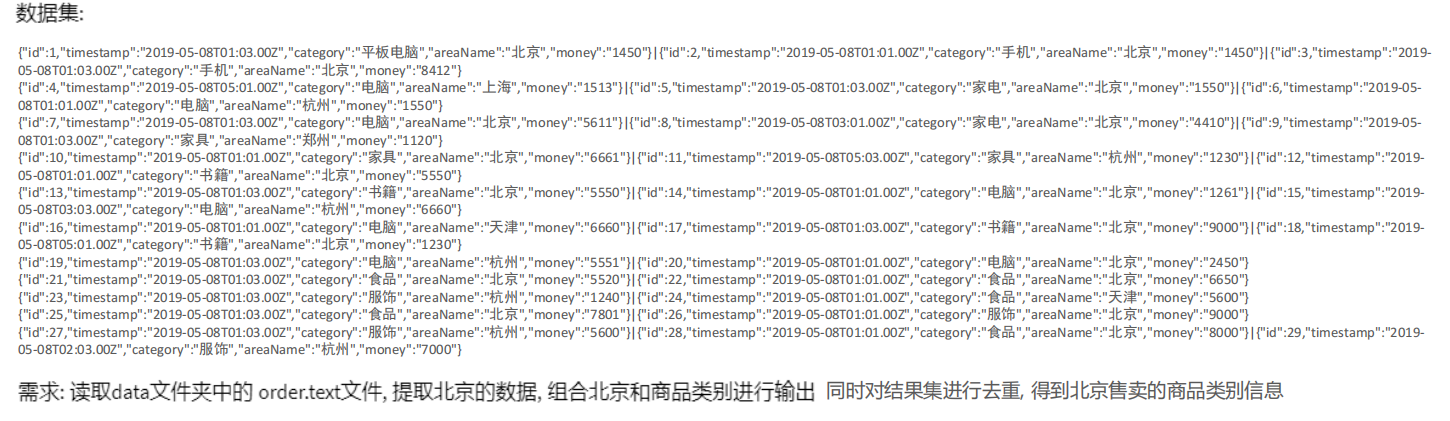 数据集:
{"id":1,"timestamp":"2019-05-08T01:03.00Z","category":"平板电脑","areaName":"北京","money":"1450"}|{"id":2,"timestamp":"2019-05-08T01:01.00Z","category":"手机","areaName":"北京","money":"1450"}|{"id":3,"timestamp":"2019-
05-08T01:03.00Z","category":"手机","areaName":"北京","money":"8412"}
{"id":4,"timestamp":"2019-05-08T05:01.00Z","category":"电脑","areaName":"上海","money":"1513"}|{"id":5,"timestamp":"2019-05-08T01:03.00Z","category":"家电","areaName":"北京","money":"1550"}|{"id":6,"timestamp":"2019-05-
08T01:01.00Z","category":"电脑","areaName":"杭州","money":"1550"}
{"id":7,"timestamp":"2019-05-08T01:03.00Z","category":"电脑","areaName":"北京","money":"5611"}|{"id":8,"timestamp":"2019-05-08T03:01.00Z","category":"家电","areaName":"北京","money":"4410"}|{"id":9,"timestamp":"2019-05-
08T01:03.00Z","category":"家具","areaName":"郑州","money":"1120"}
{"id":10,"timestamp":"2019-05-08T01:01.00Z","category":"家具","areaName":"北京","money":"6661"}|{"id":11,"timestamp":"2019-05-08T05:03.00Z","category":"家具","areaName":"杭州","money":"1230"}|{"id":12,"timestamp":"2019-
05-08T01:01.00Z","category":"书籍","areaName":"北京","money":"5550"}
{"id":13,"timestamp":"2019-05-08T01:03.00Z","category":"书籍","areaName":"北京","money":"5550"}|{"id":14,"timestamp":"2019-05-08T01:01.00Z","category":"电脑","areaName":"北京","money":"1261"}|{"id":15,"timestamp":"2019-
05-08T03:03.00Z","category":"电脑","areaName":"杭州","money":"6660"}
{"id":16,"timestamp":"2019-05-08T01:01.00Z","category":"电脑","areaName":"天津","money":"6660"}|{"id":17,"timestamp":"2019-05-08T01:03.00Z","category":"书籍","areaName":"北京","money":"9000"}|{"id":18,"timestamp":"2019-
05-08T05:01.00Z","category":"书籍","areaName":"北京","money":"1230"}
{"id":19,"timestamp":"2019-05-08T01:03.00Z","category":"电脑","areaName":"杭州","money":"5551"}|{"id":20,"timestamp":"2019-05-08T01:01.00Z","category":"电脑","areaName":"北京","money":"2450"}
{"id":21,"timestamp":"2019-05-08T01:03.00Z","category":"食品","areaName":"北京","money":"5520"}|{"id":22,"timestamp":"2019-05-08T01:01.00Z","category":"食品","areaName":"北京","money":"6650"}
{"id":23,"timestamp":"2019-05-08T01:03.00Z","category":"服饰","areaName":"杭州","money":"1240"}|{"id":24,"timestamp":"2019-05-08T01:01.00Z","category":"食品","areaName":"天津","money":"5600"}
{"id":25,"timestamp":"2019-05-08T01:03.00Z","category":"食品","areaName":"北京","money":"7801"}|{"id":26,"timestamp":"2019-05-08T01:01.00Z","category":"服饰","areaName":"北京","money":"9000"}
{"id":27,"timestamp":"2019-05-08T01:03.00Z","category":"服饰","areaName":"杭州","money":"5600"}|{"id":28,"timestamp":"2019-05-08T01:01.00Z","category":"食品","areaName":"北京","money":"8000"}|{"id":29,"timestamp":"2019-
05-08T02:03.00Z","category":"服饰","areaName":"杭州","money":"7000"}
需求: 读取data文件夹中的 order.text文件, 提取北京的数据, 组合北京和商品类别进行输出 同时对结果集进行去重, 得到北京售卖的商品类别信息